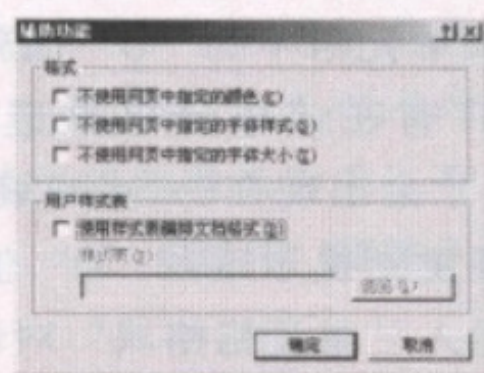 辅助功能
格式
不使用网页中指定的颜色(C)
不使用网页中指定的字体样式
不使用网页中指定的字体大小
用户样式表
使用样式表编排文档格式(D)
样式表
浏览
确定
取消